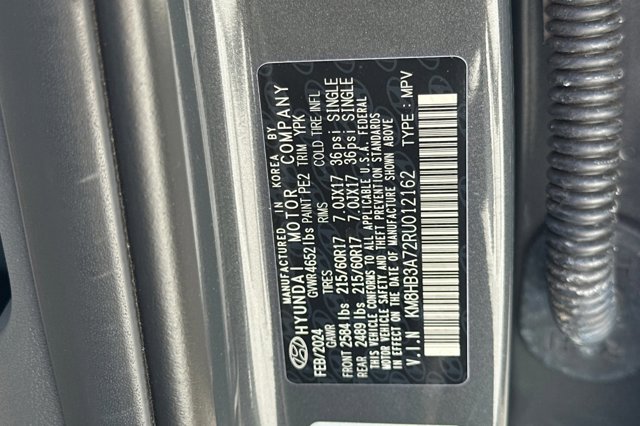 MANUFACTURED IN KOREA BY
HYUNDAI MOTOR COMPANY
FEB/2024 GVWR 4652 lbs PAINT PE2 TRIM YPK
GAWR TIRES RIMS COLD TIRE INFL.
FRONT 2584 lbs 215/60R17 7.0JX17 36psi SINGLE
REAR 2489 lbs 215/60R17 7.0JX17 36psi SINGLE
THIS VEHICLE CONFORMS TO ALL APPLICABLE U.S.A. FEDERAL
MOTOR VEHICLE SAFETY AND THEFT PREVENTION STANDARDS
IN EFFECT ON THE DATE OF MANUFACTURE SHOWN ABOVE
V.I.N KM8HB3A72RU012162 TYPE : MPV